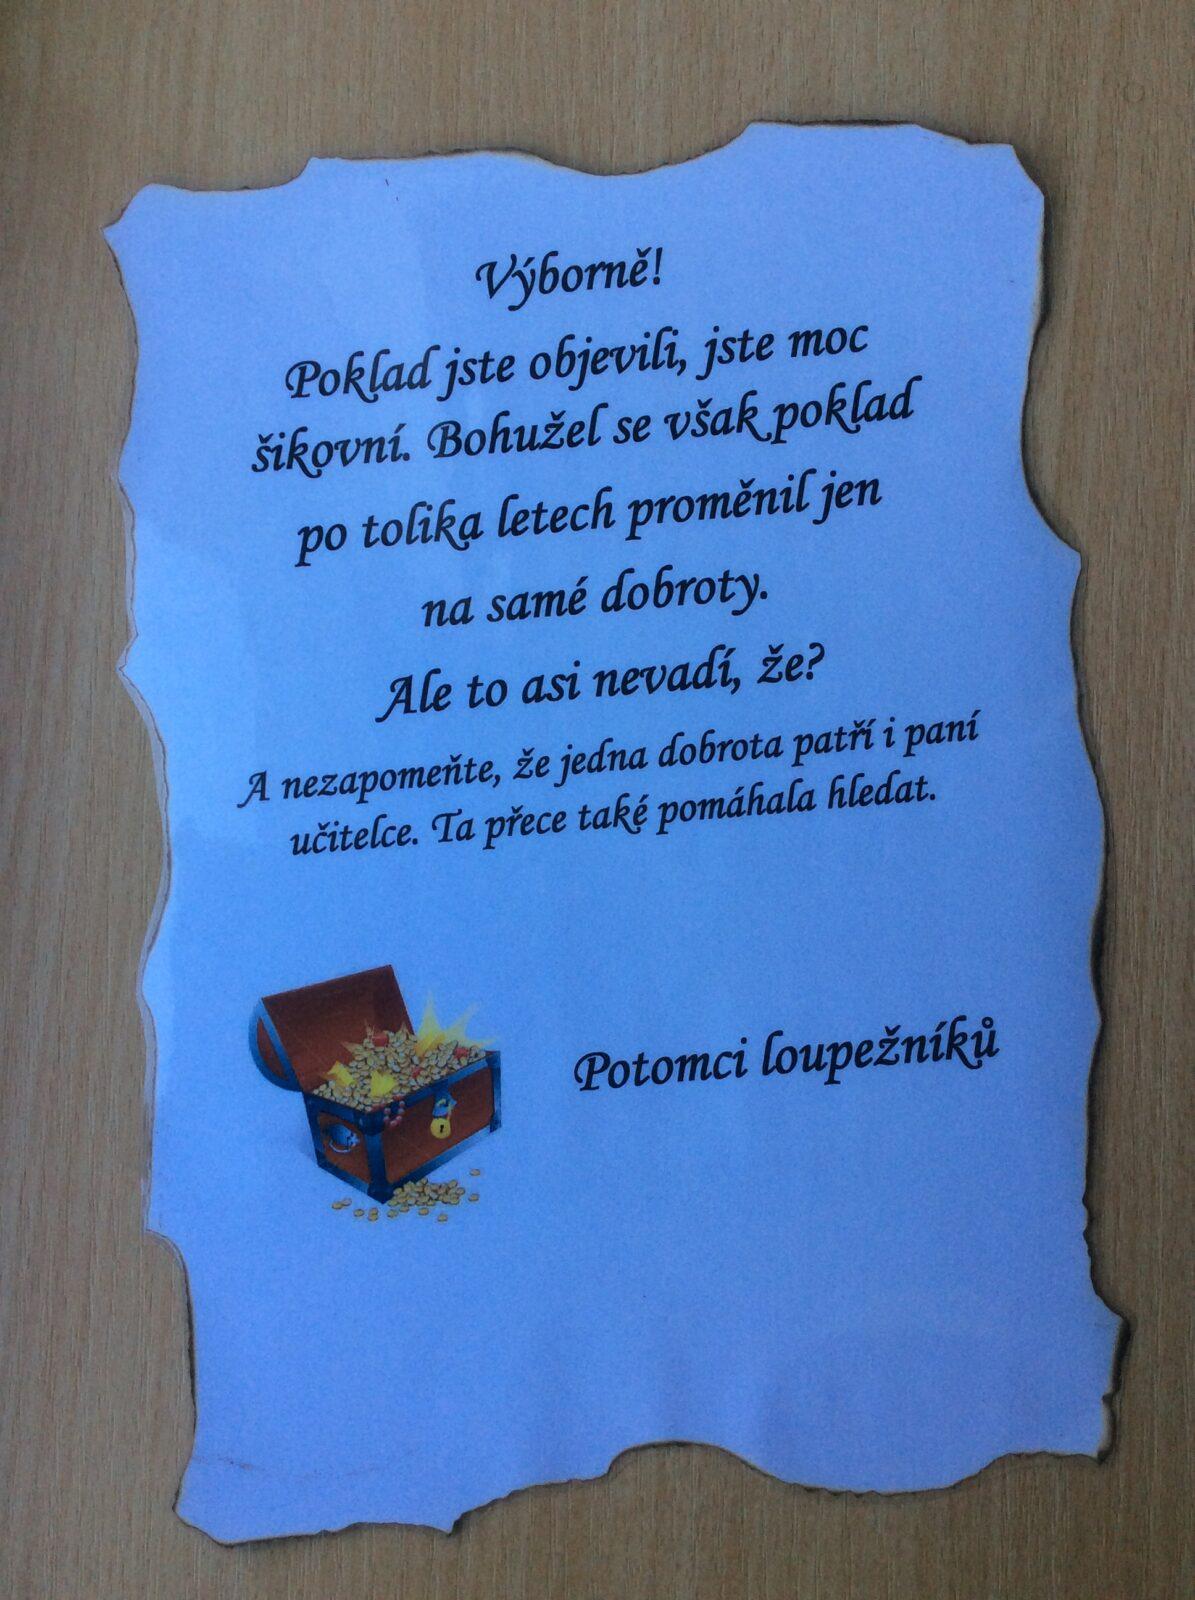 Výborně!
Poklad jste objevili, jste moc
šikovní. Bohužel se však poklad
po tolika letech proměnil jen
na samé dobroty.
Ale to asi nevadí, že?
A nezapomeňte, že jedna dobrota patří i paní
učitelce. Ta přece také pomáhala hledat.
Potomci loupežníků